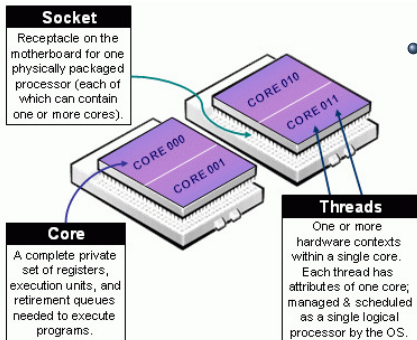 Socket
Receptacle on the
motherboard for one
physically packaged
processor (each of
which can contain
one or more cores).
CORE 000
CORE 001
CORE 010
CORE 011
Core
A complete private
set of registers,
execution units, and
retirement queues
needed to execute
programs.
Threads
One or more
hardware contexts
within a single core.
Each thread has
attributes of one core;
managed & scheduled
as a single logical
processor by the OS.